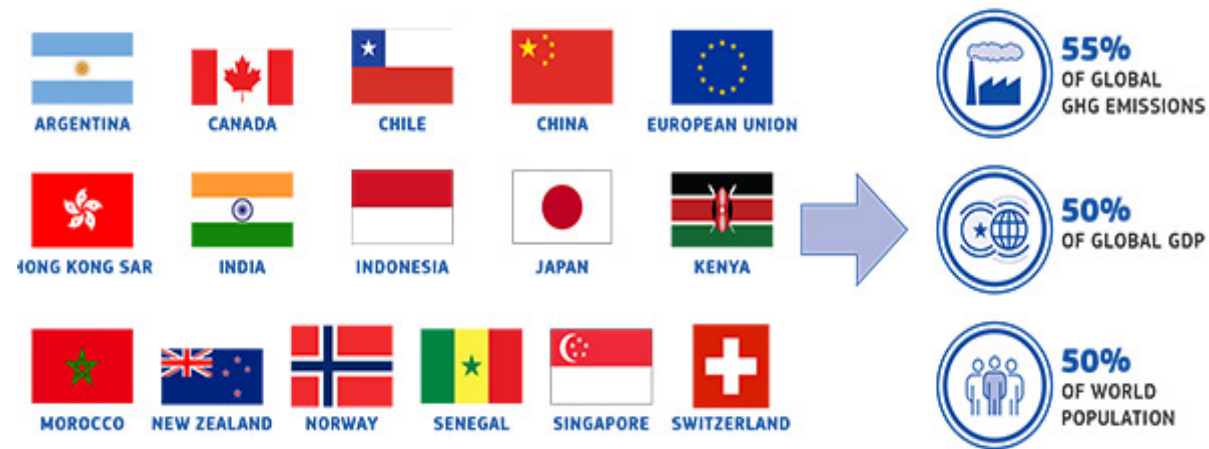 ARGENTINA
CANADA
CHILE
CHINA
EUROPEAN UNION
HONG KONG SAR
INDIA
INDONESIA
JAPAN
KENYA
MOROCCO
NEW ZEALAND
NORWAY
SENEGAL
SINGAPORE
SWITZERLAND
55%
OF GLOBAL
GHG EMISSIONS
50%
OF GLOBAL GDP
50%
OF WORLD
POPULATION